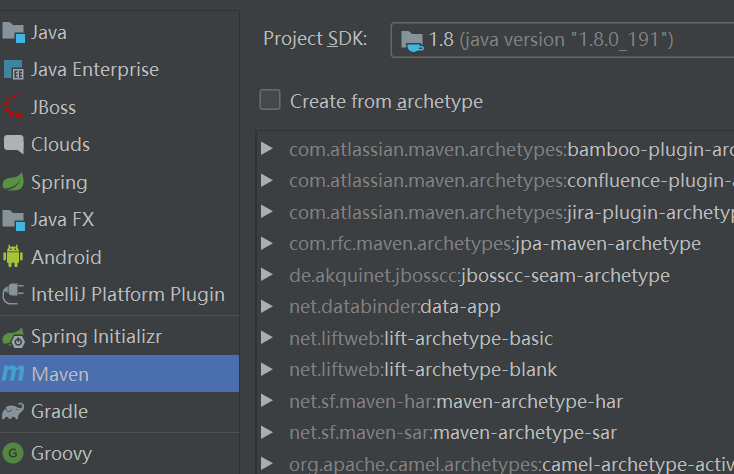 Java
Java Enterprise
JBoss
Clouds
Spring
Java FX
Android
IntelliJ Platform Plugin
Spring Initializr
Maven
Gradle
Groovy
Project SDK: 1.8 (java version "1.8.0_191")
Create from archetype
com.atlassian.maven.archetypes:bamboo-plugin-arc
com.atlassian.maven.archetypes:confluence-plugin-a
com.atlassian.maven.archetypes:jira-plugin-archetyp
com.rfc.maven.archetypes:jpa-maven-archetype
de.akquinet.jbosscc:jbosscc-seam-archetype
net.databinder:data-app
net.liftweb:lift-archetype-basic
net.liftweb:lift-archetype-blank
net.sf.maven-har:maven-archetype-har
net.sf.maven-sar:maven-archetype-sar
org.apache.camel.archetypes:camel-archetype-activ